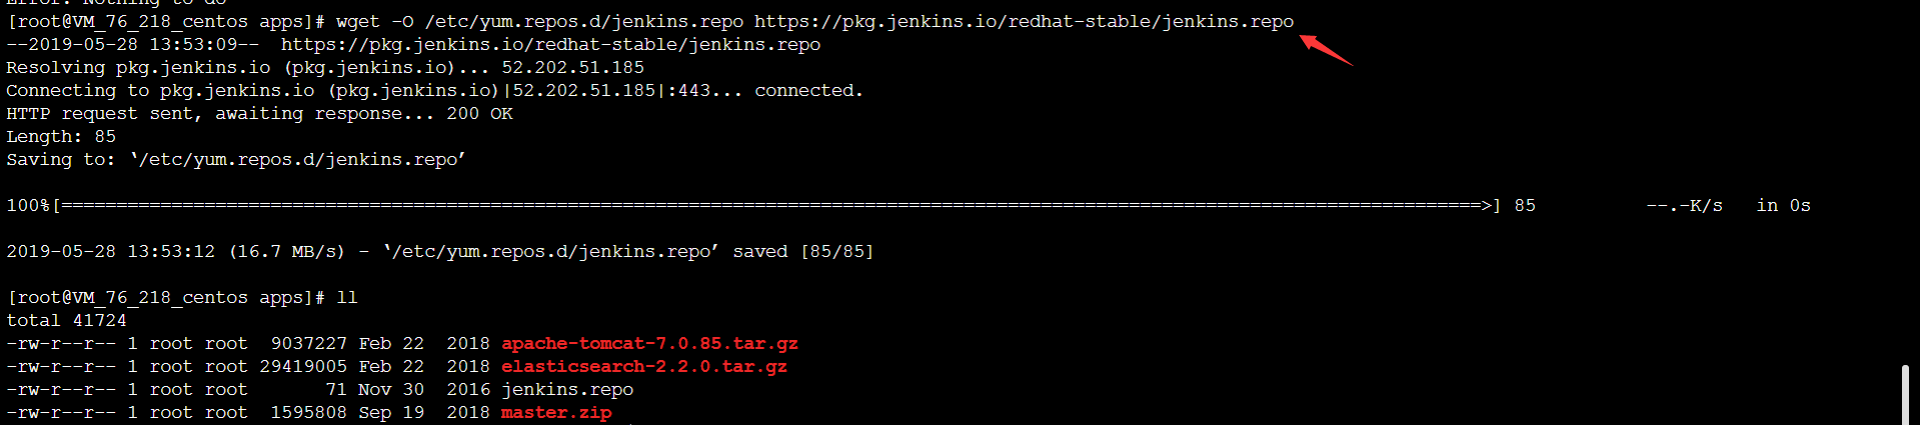 Error: Nothing to do
[root@VM_76_218_centos apps]# wget -O /etc/yum.repos.d/jenkins.repo https://pkg.jenkins.io/redhat-stable/jenkins.repo
--2019-05-28 13:53:09--  https://pkg.jenkins.io/redhat-stable/jenkins.repo
Resolving pkg.jenkins.io (pkg.jenkins.io)... 52.202.51.185
Connecting to pkg.jenkins.io (pkg.jenkins.io)|52.202.51.185|:443... connected.
HTTP request sent, awaiting response... 200 OK
Length: 85
Saving to: ‘/etc/yum.repos.d/jenkins.repo’
100%[=================================================================================================================================>] 85          --.-K/s   in 0s
2019-05-28 13:53:12 (16.7 MB/s) - ‘/etc/yum.repos.d/jenkins.repo’ saved [85/85]
[root@VM_76_218_centos apps]# ll
total 41724
-rw-r--r-- 1 root root  9037227 Feb 22  2018 apache-tomcat-7.0.85.tar.gz
-rw-r--r-- 1 root root 29419005 Feb 22  2018 elasticsearch-2.2.0.tar.gz
-rw-r--r-- 1 root root       71 Nov 30  2016 jenkins.repo
-rw-r--r-- 1 root root  1595808 Sep 19  2018 master.zip